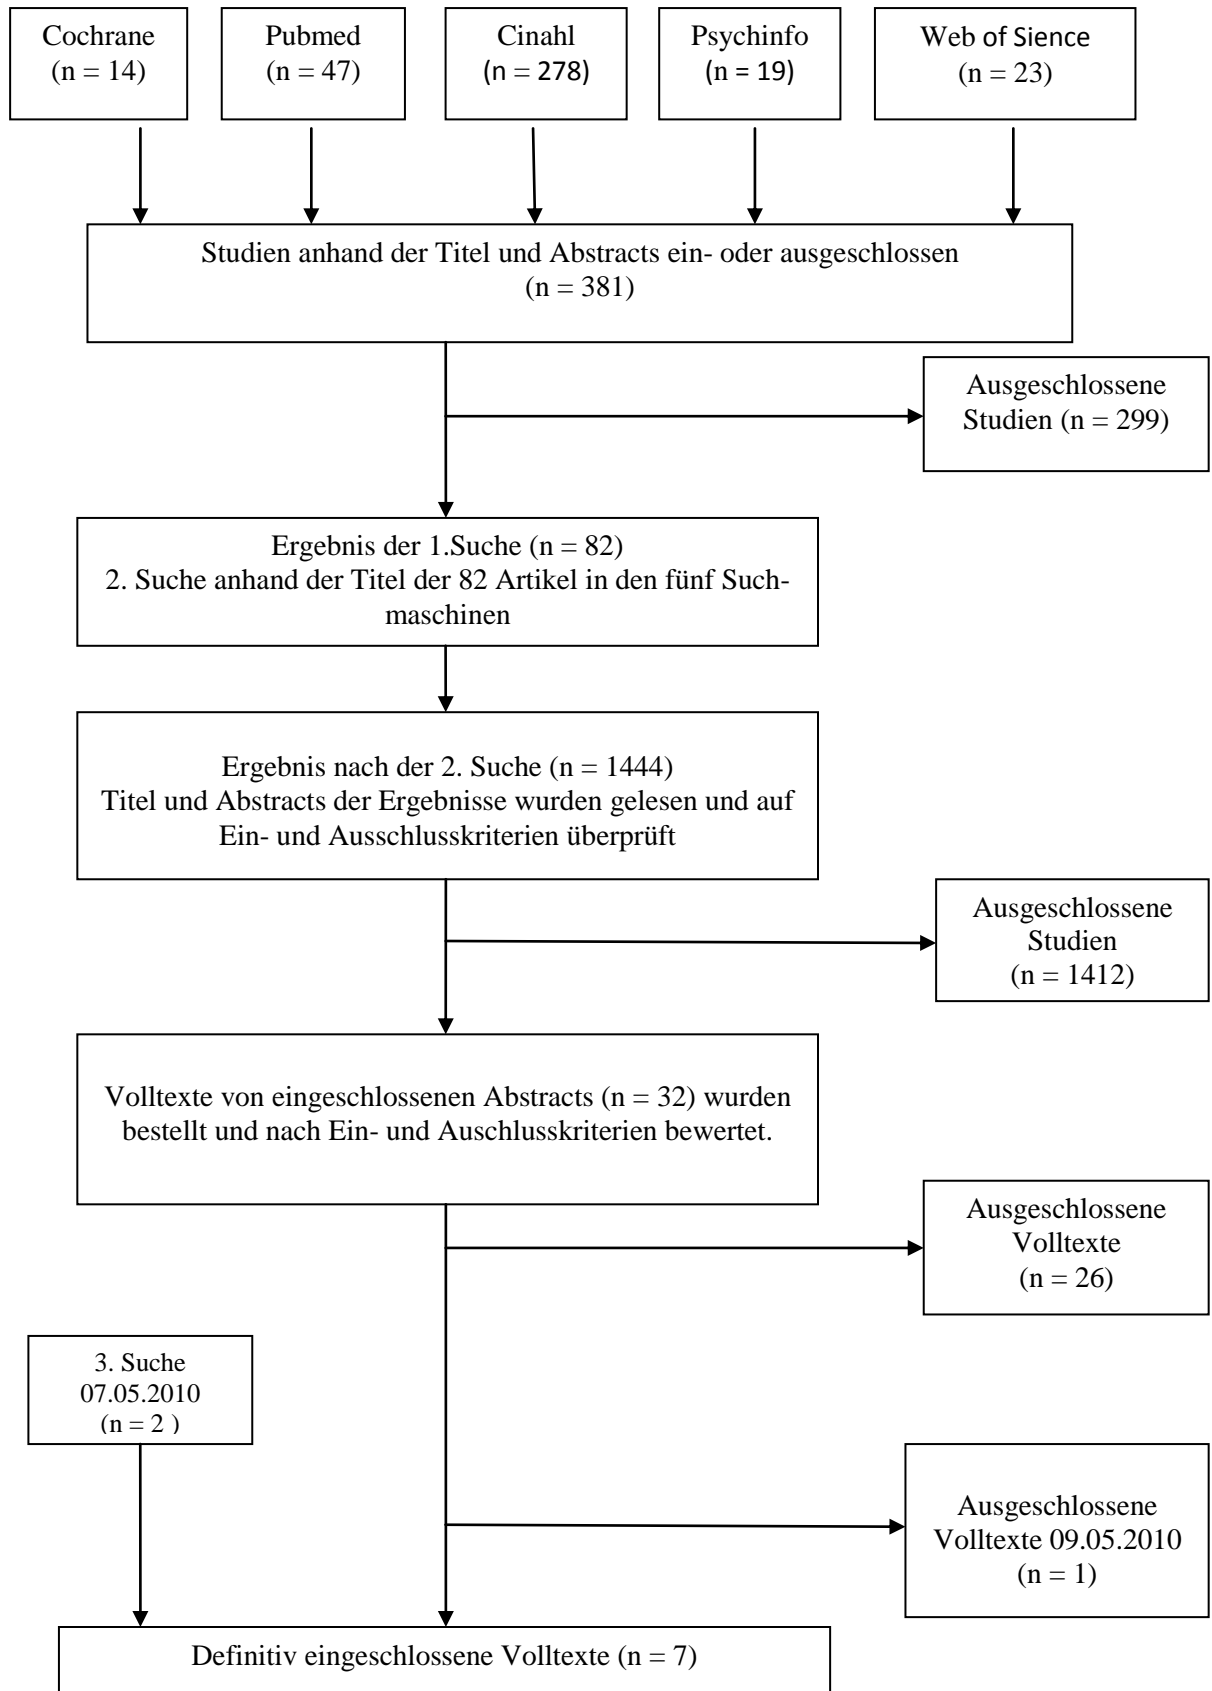 Cochrane
(n = 14)
Pubmed
(n = 47)
Cinahl
(n = 278)
Psychinfo
(n = 19)
Web of Sience
(n = 23)
Studien anhand der Titel und Abstracts ein- oder ausgeschlossen
(n = 381)
Ausgeschlossene
Studien (n = 299)
Ergebnis der 1.Suche (n = 82)
2. Suche anhand der Titel der 82 Artikel in den fünf Such-
maschinen
Ergebnis nach der 2. Suche (n = 1444)
Titel und Abstracts der Ergebnisse wurden gelesen und auf
Ein- und Ausschlusskriterien überprüft
Ausgeschlossene
Studien
(n = 1412)
Volltexte von eingeschlossenen Abstracts (n = 32) wurden
bestellt und nach Ein- und Auschlusskriterien bewertet.
Ausgeschlossene
Volltexte
(n = 26)
3. Suche
07.05.2010
(n = 2 )
Ausgeschlossene
Volltexte 09.05.2010
(n = 1)
Definitiv eingeschlossene Volltexte (n = 7)